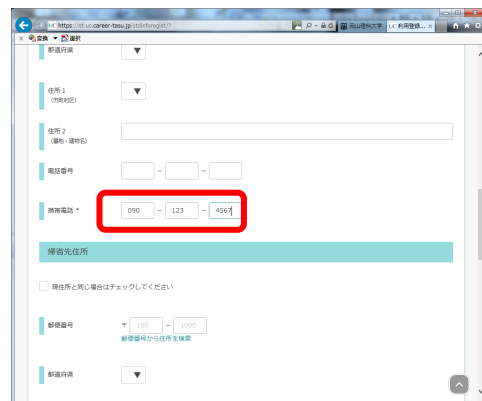 https://st.uc.career-tasu.jp/stdinforegist/?
岡山理科大学
UC 利用登録...
変換 選択
都道府県
住所1
(市町村区)
住所2
(番地・建物名)
電話番号 - -
携帯電話 * 090 - 123 - 4567
帰省先住所
現住所と同じ場合はチェックしてください
郵便番号 〒 100 - 1000
郵便番号から住所を検索
都道府県